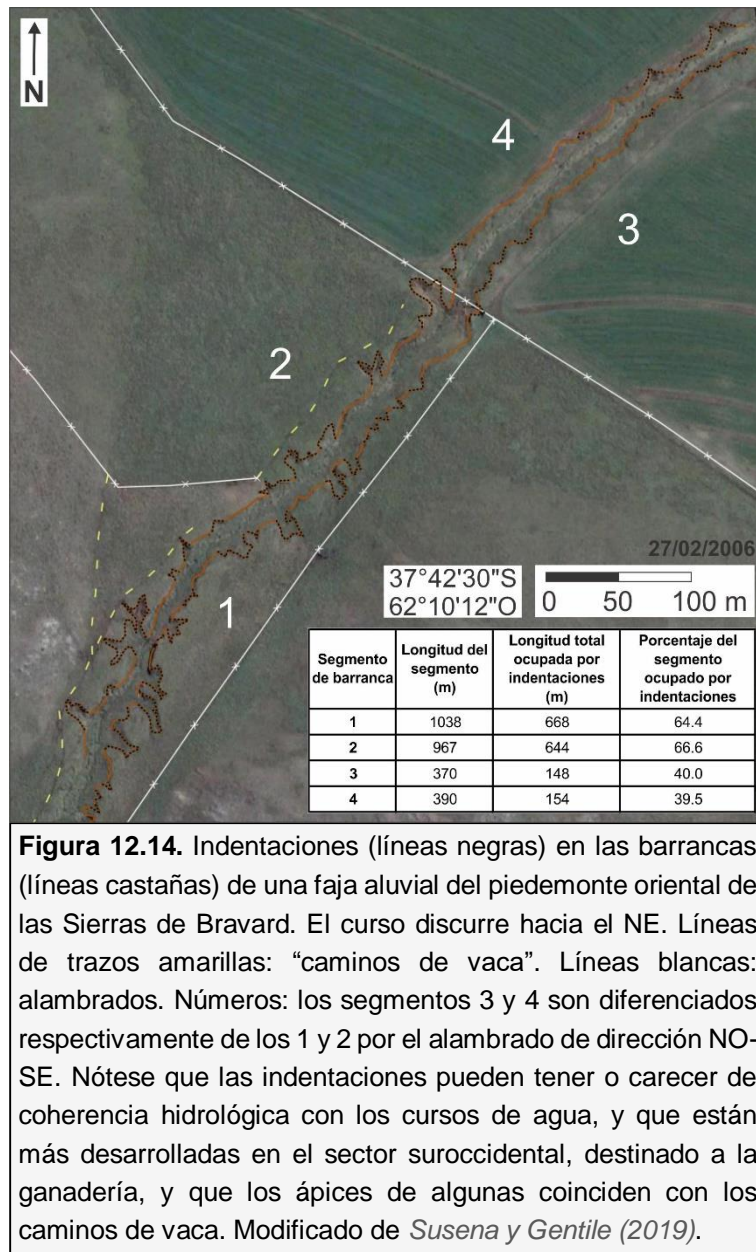 N
4
3
2
1
27/02/2006
37°42'30"S
62°10'12"O
0 50 100 m
Segmento de barranca Longitud del segmento (m) Longitud total ocupada por indentaciones (m) Porcentaje del segmento ocupado por indentaciones
1 1038 668 64.4
2 967 644 66.6
3 370 148 40.0
4 390 154 39.5
Figura 12.14. Indentaciones (líneas negras) en las barrancas
(líneas castañas) de una faja aluvial del piedemonte oriental de
las Sierras de Bravard. El curso discurre hacia el NE. Líneas
de trazos amarillas: “caminos de vaca”. Líneas blancas:
alambrados. Números: los segmentos 3 y 4 son diferenciados
respectivamente de los 1 y 2 por el alambrado de dirección NO-
SE. Nótese que las indentaciones pueden tener o carecer de
coherencia hidrológica con los cursos de agua, y que están
más desarrolladas en el sector suroccidental, destinado a la
ganadería, y que los ápices de algunas coinciden con los
caminos de vaca. Modificado de Susena y Gentile (2019).